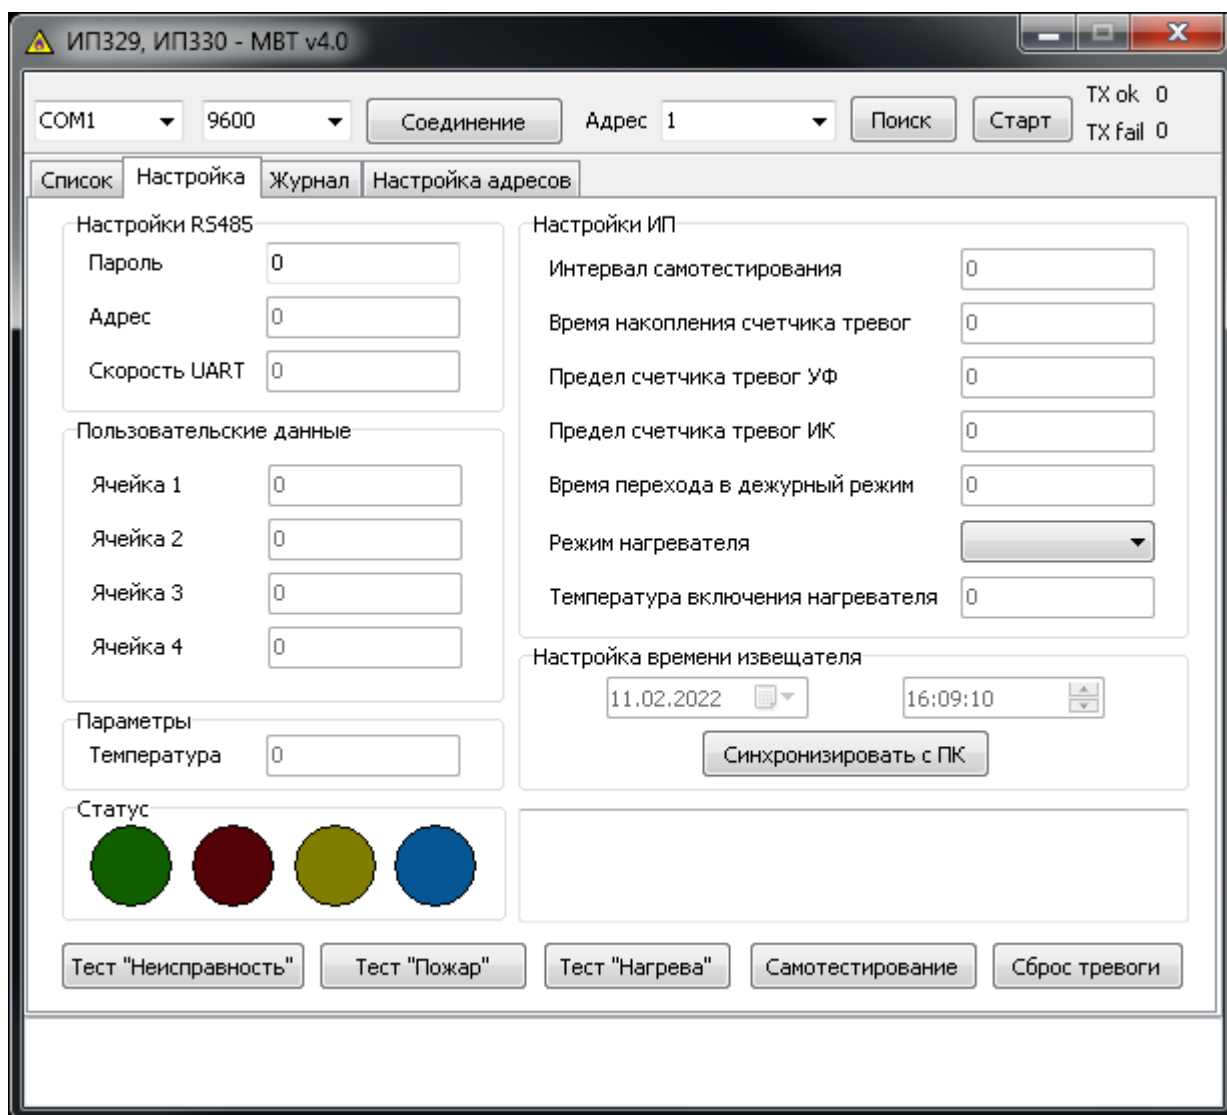 ИП329, ИП330 - МВТ v4.0
COM1 9600 Соединение Адрес 1 Поиск Старт TX ok 0
TX fail 0
Список Настройка Журнал Настройка адресов
Настройки RS485
Пароль 0
Адрес 0
Скорость UART 0
Пользовательские данные
Ячейка 1 0
Ячейка 2 0
Ячейка 3 0
Ячейка 4 0
Параметры
Температура 0
Статус
Настройки ИП
Интервал самотестирования 0
Время накопления счетчика тревог 0
Предел счетчика тревог УФ 0
Предел счетчика тревог ИК 0
Время перехода в дежурный режим 0
Режим нагревателя
Температура включения нагревателя 0
Настройка времени извещателя
11.02.2022 16:09:10
Синхронизировать с ПК
Тест "Неисправность" Тест "Пожар" Тест "Нагрева" Самотестирование Сброс тревоги